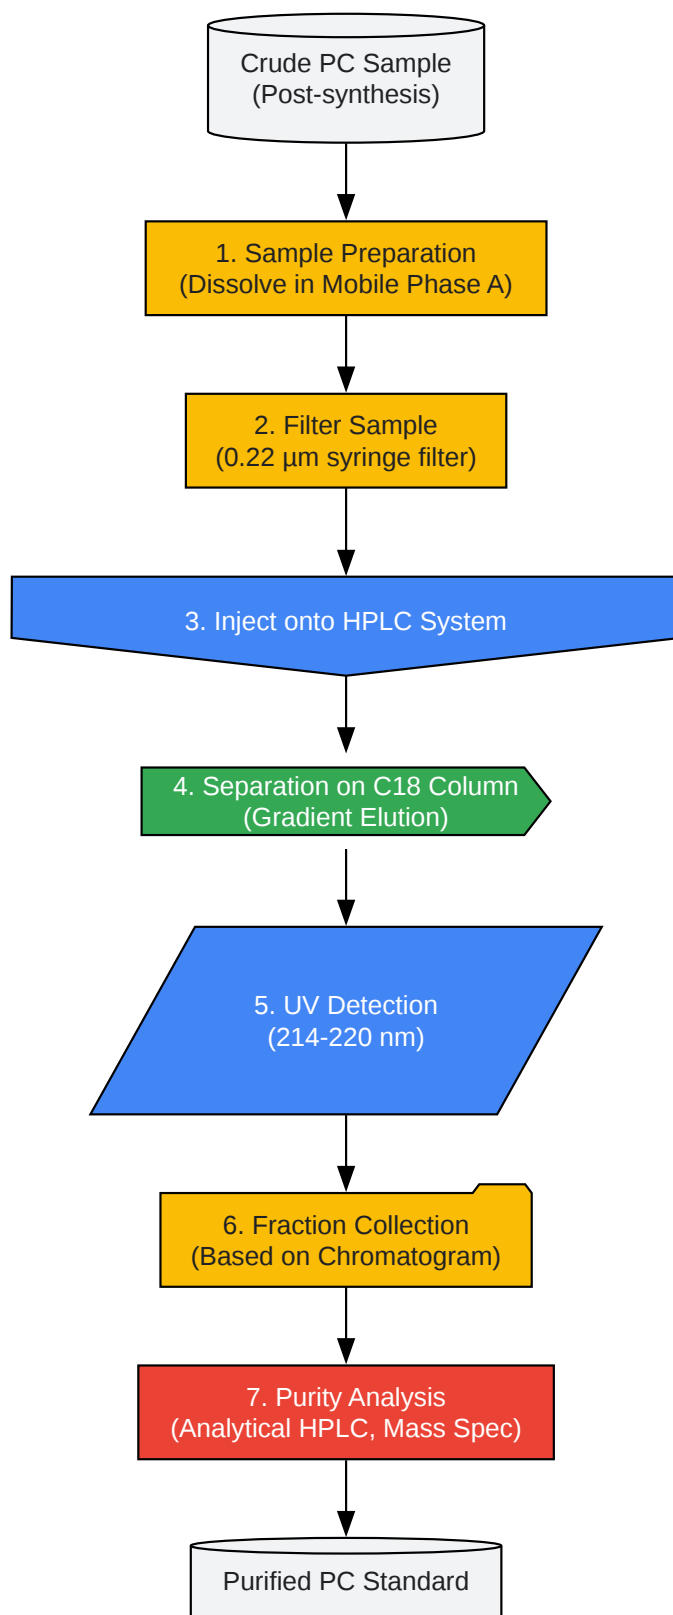 Crude PC Sample
(Post-synthesis)
1. Sample Preparation
(Dissolve in Mobile Phase A)
2. Filter Sample
(0.22 µm syringe filter)
3. Inject onto HPLC System
4. Separation on C18 Column
(Gradient Elution)
5. UV Detection
(214-220 nm)
6. Fraction Collection
(Based on Chromatogram)
7. Purity Analysis
(Analytical HPLC, Mass Spec)
Purified PC Standard